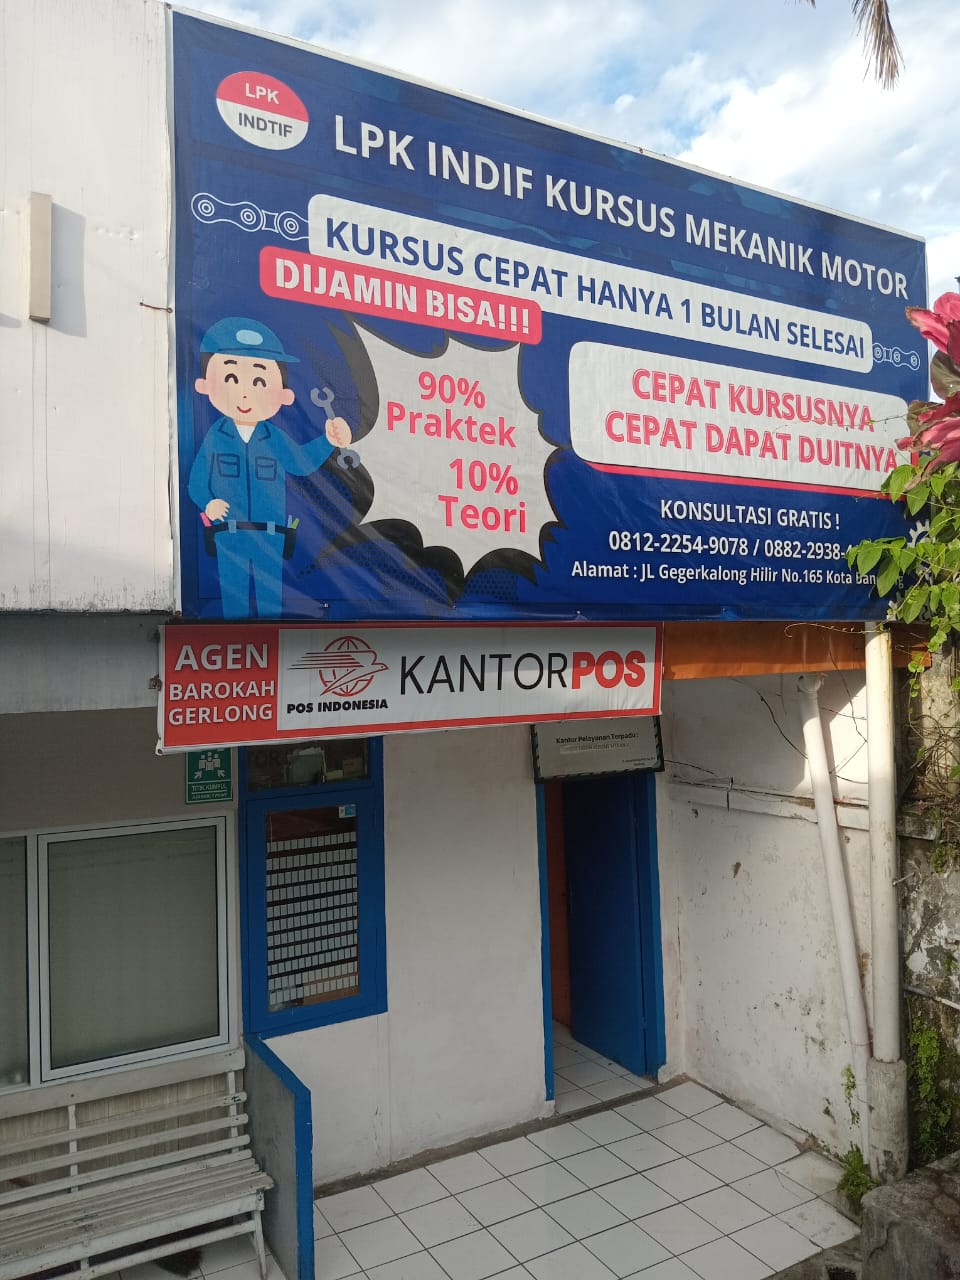 LPK
INDTIF
LPK INDIF KURSUS MEKANIK MOTOR
KURSUS CEPAT HANYA 1 BULAN SELESAI
DIJAMIN BISA!!!
90%
Praktek
10%
Teori
CEPAT KURSUSNYA
CEPAT DAPAT DUITNYA
KONSULTASI GRATIS !
0812-2254-9078 / 0882-2938-
Alamat : JL Gegerkalong Hilir No.165 Kota
AGEN
BAROKAH
GERLONG
POS INDONESIA
KANTORPOS
Kantor Pelayanan Terpadu :
TITIK KUMPUL